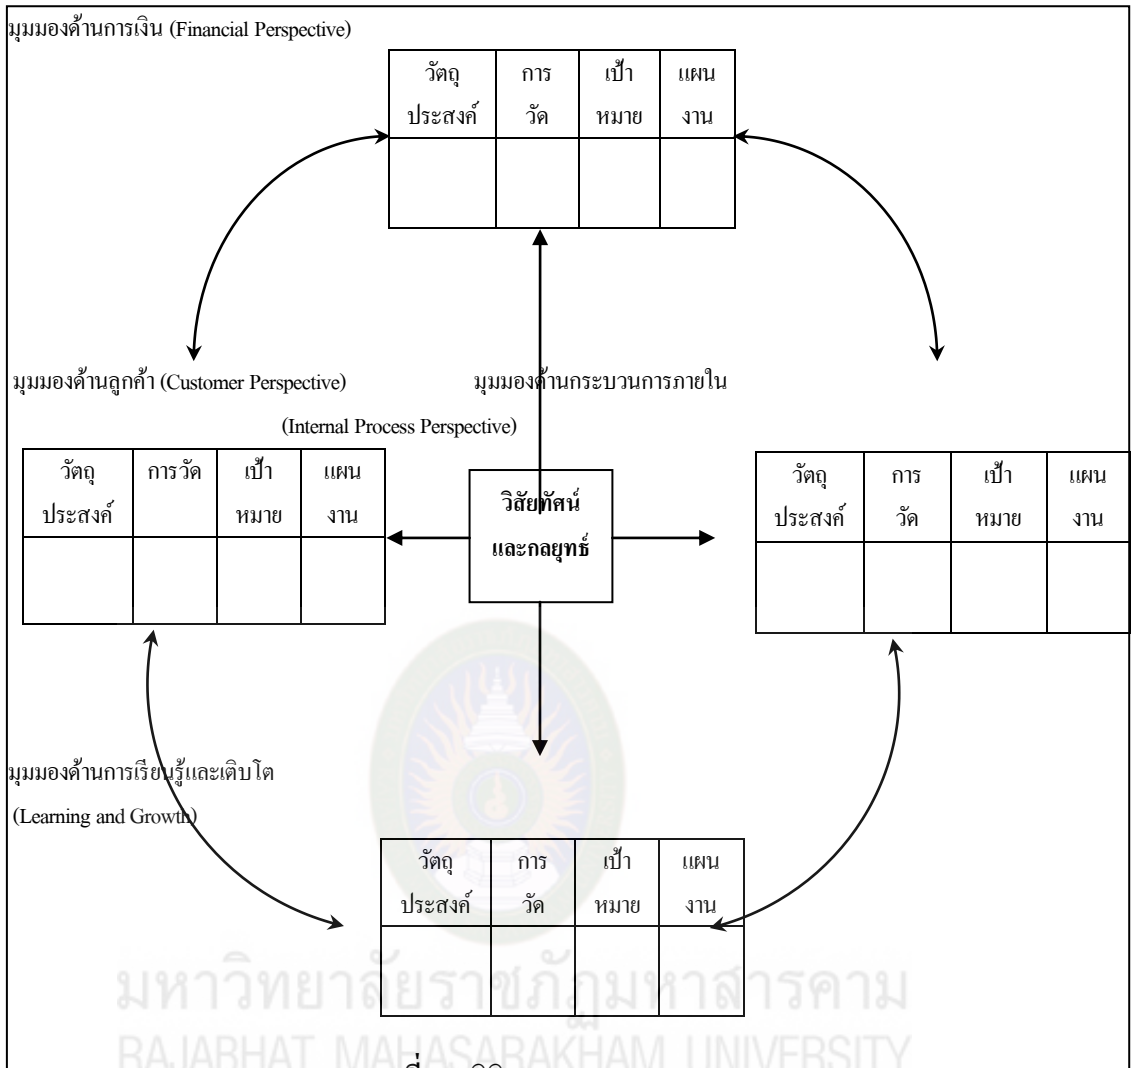 มุมมองด้านการเงิน (Financial Perspective)
วัตถุ การ เป้า แผน
ประสงค์ วัด หมาย งาน
มุมมองด้านลูกค้า (Customer Perspective) มุมมองด้านกระบวนการภายใน
(Internal Process Perspective)
วัตถุ การวัด เป้า แผน
ประสงค์ หมาย งาน
วิสัยทัศน์
และกลยุทธ์
วัตถุ การ เป้า แผน
ประสงค์ วัด หมาย งาน
มุมมองด้านการเรียนรู้และเติบโต
(Learning and Growth)
วัตถุ การ เป้า แผน
ประสงค์ วัด หมาย งาน
มหาวิทยาลัยราชภัฏมหาสารคาม
RAJABHAT MAHASARAKHAM UNIVERSITY